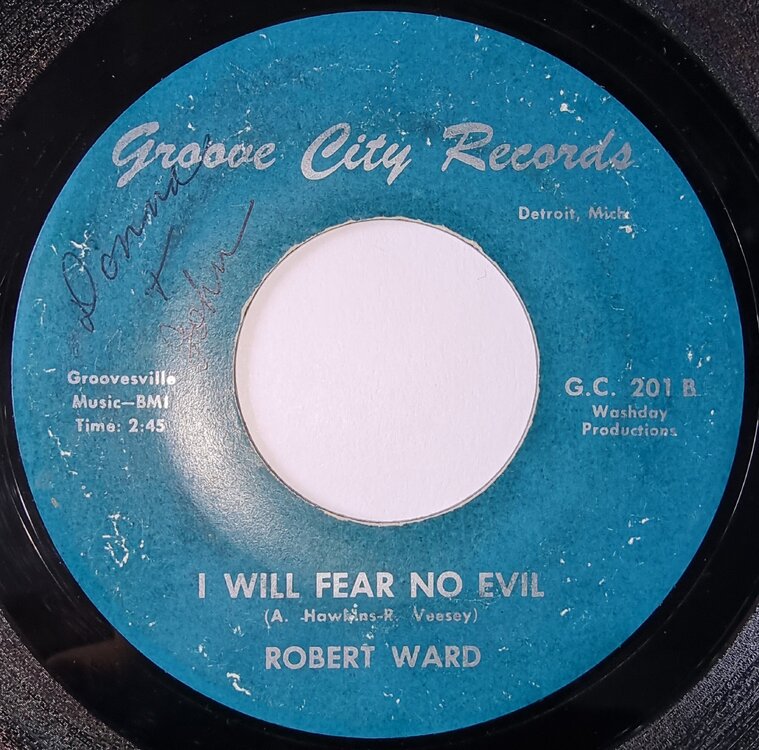 Groove City Records
Detroit, Mich.
Donna
+
John
Groovesville
Music—BMI
Time: 2:45
G.C. 201 B
Washday
Productions
I WILL FEAR NO EVIL
(A. Hawkins-R. Veesey)
ROBERT WARD